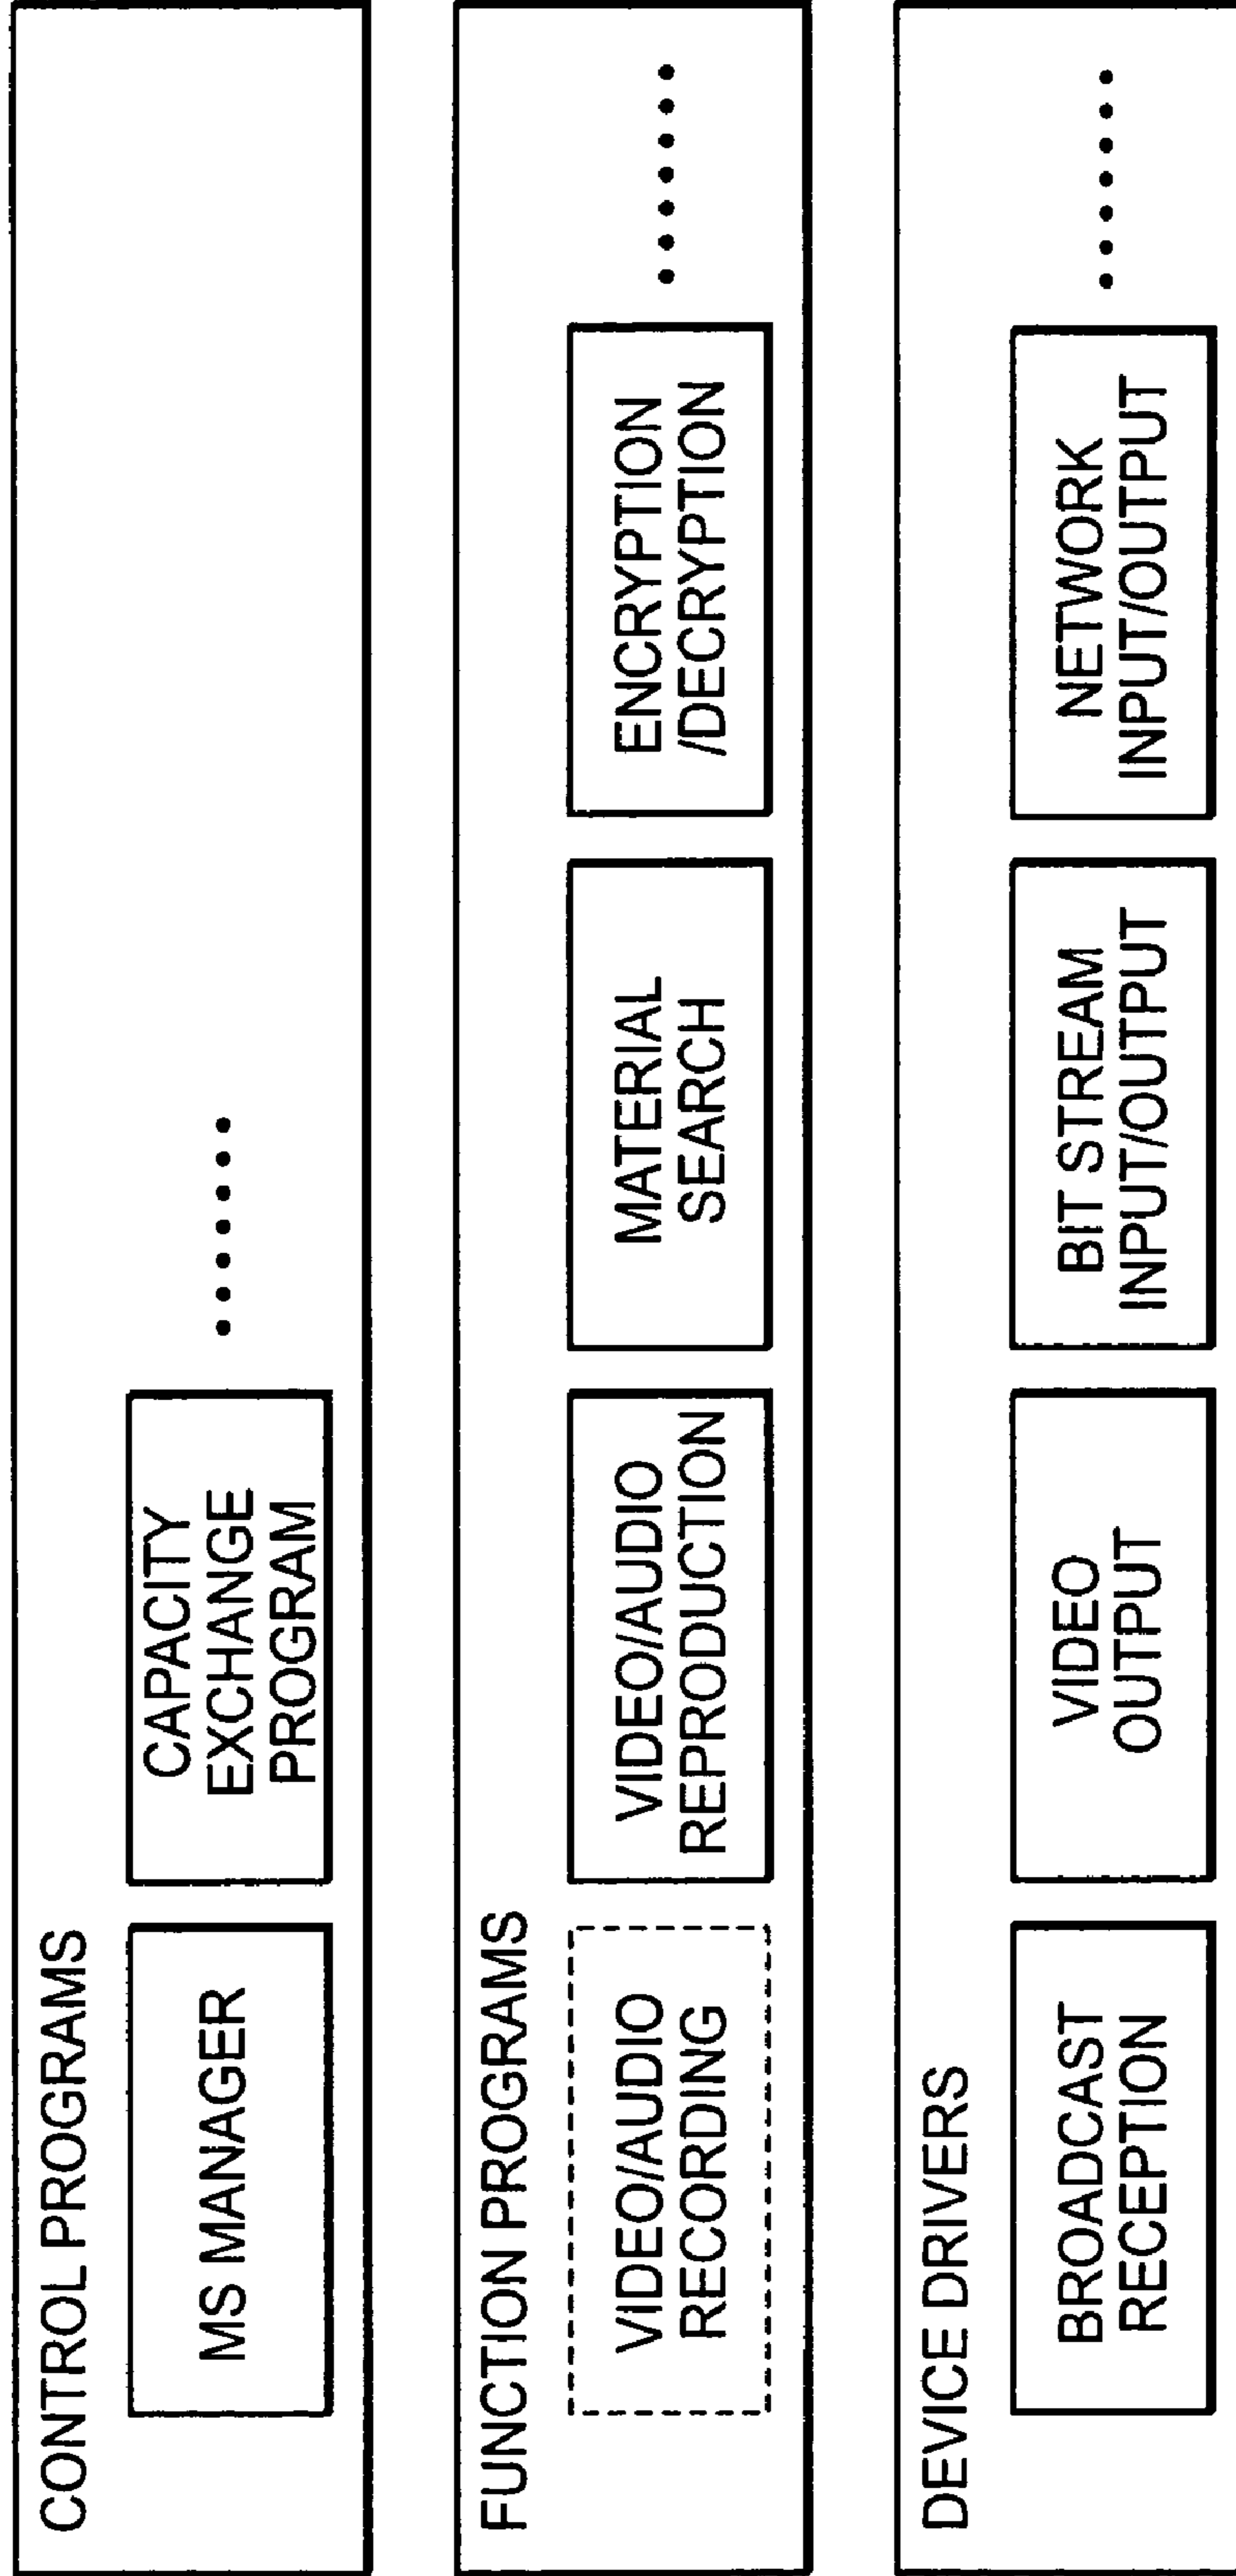 CONTROL PROGRAMS
MS MANAGER
CAPACITY
EXCHANGE
PROGRAM
FUNCTION PROGRAMS
VIDEO/AUDIO
RECORDING
VIDEO/AUDIO
REPRODUCTION
MATERIAL
SEARCH
ENCRYPTION
/DECRYPTION
DEVICE DRIVERS
BROADCAST
RECEPTION
VIDEO
OUTPUT
BIT STREAM
INPUT/OUTPUT
NETWORK
INPUT/OUTPUT